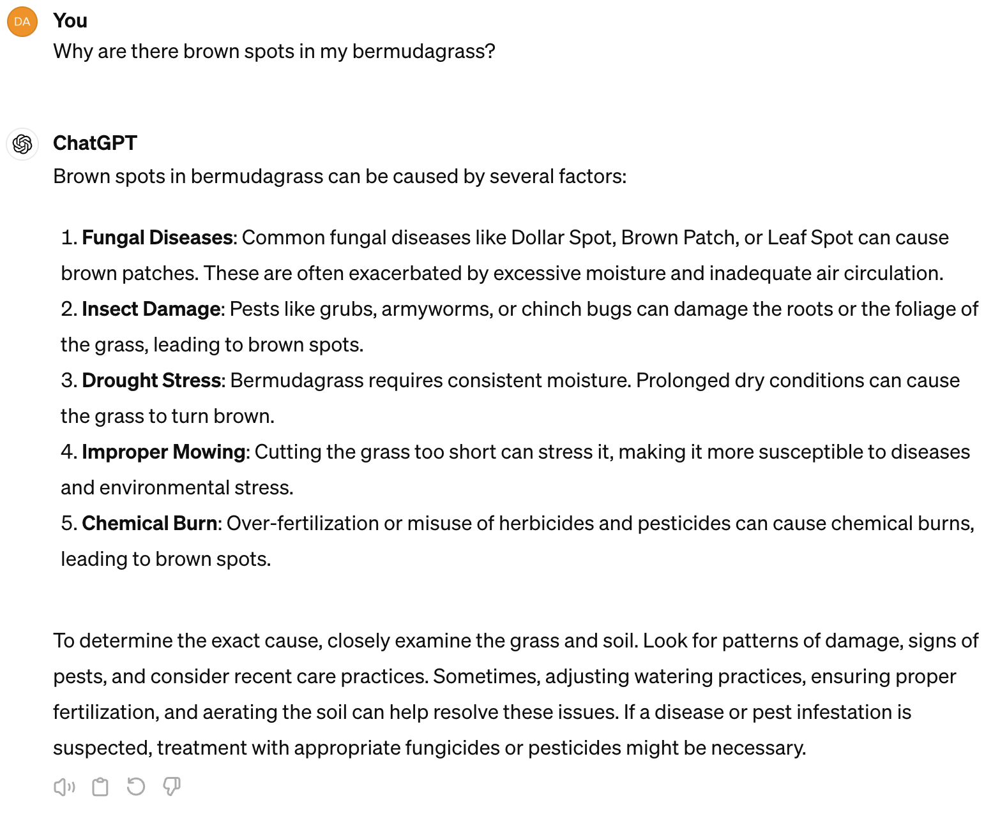 DA
You
Why are there brown spots in my bermudagrass?
ChatGPT
Brown spots in bermudagrass can be caused by several factors:
1. Fungal Diseases: Common fungal diseases like Dollar Spot, Brown Patch, or Leaf Spot can cause
brown patches. These are often exacerbated by excessive moisture and inadequate air circulation.
2. Insect Damage: Pests like grubs, armyworms, or chinch bugs can damage the roots or the foliage of
the grass, leading to brown spots.
3. Drought Stress: Bermudagrass requires consistent moisture. Prolonged dry conditions can cause
the grass to turn brown.
4. Improper Mowing: Cutting the grass too short can stress it, making it more susceptible to diseases
and environmental stress.
5. Chemical Burn: Over-fertilization or misuse of herbicides and pesticides can cause chemical burns,
leading to brown spots.
To determine the exact cause, closely examine the grass and soil. Look for patterns of damage, signs of
pests, and consider recent care practices. Sometimes, adjusting watering practices, ensuring proper
fertilization, and aerating the soil can help resolve these issues. If a disease or pest infestation is
suspected, treatment with appropriate fungicides or pesticides might be necessary.